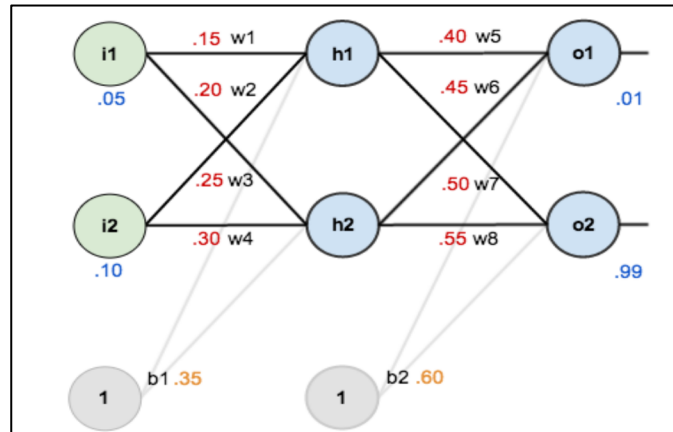 i1 .15 w1 h1 .40 w5 o1
.20 w2 .45 w6
.05 .01
.25 w3 .50 w7
i2 .30 w4 h2 .55 w8 o2
.10 .99
1 b1 .35 1 b2 .60